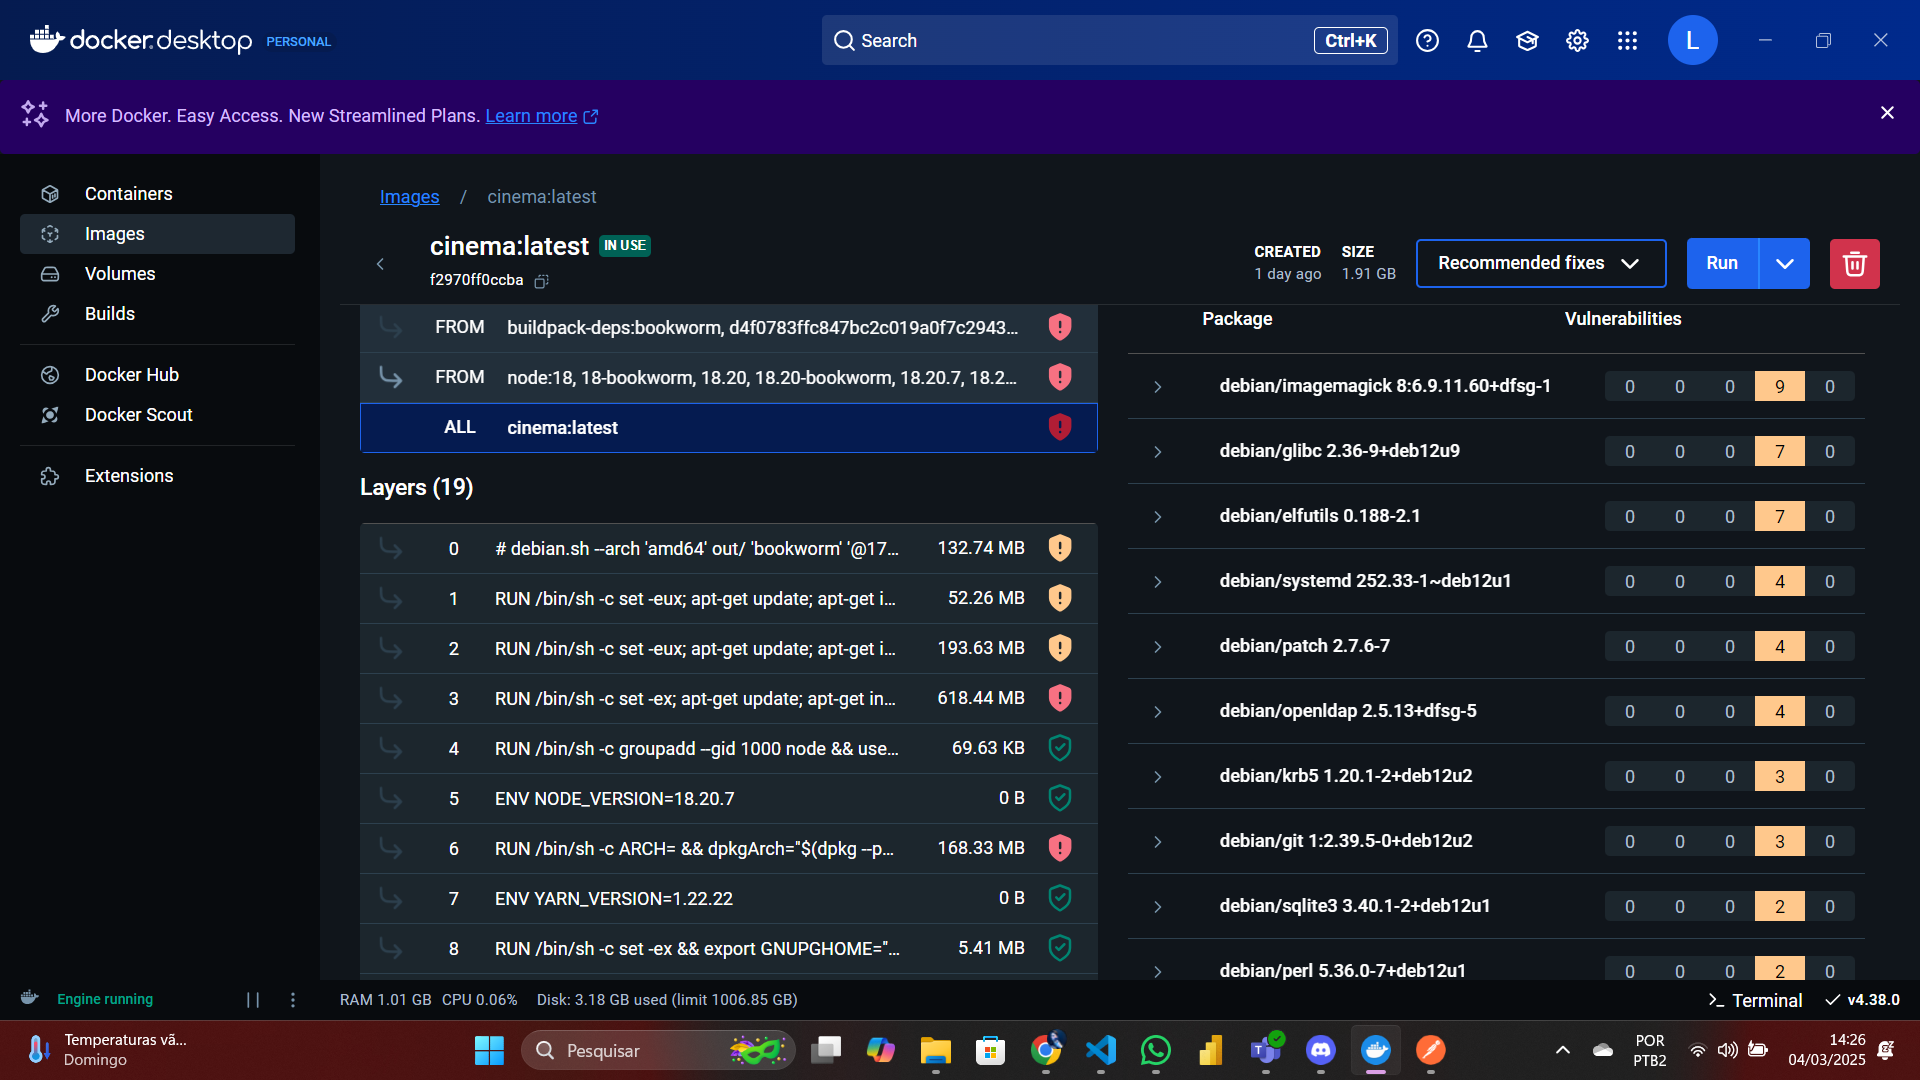 docker.desktop PERSONAL
Search Ctrl+K
L
More Docker. Easy Access. New Streamlined Plans. Learn more
Containers
Images
Volumes
Builds
Docker Hub
Docker Scout
Extensions
Images / cinema:latest
cinema:latest IN USE
f2970ff0ccba
CREATED
1 day ago
SIZE
1.91 GB
Recommended fixes
Run
FROM buildpack-deps:bookworm, d4f0783ffc847bc2c019a0f7c2943...
FROM node:18, 18-bookworm, 18.20, 18.20-bookworm, 18.20.7, 18.2...
ALL cinema:latest
Layers (19)
0 # debian.sh --arch 'amd64' out/ 'bookworm' '@17... 132.74 MB
1 RUN /bin/sh -c set -eux; apt-get update; apt-get i... 52.26 MB
2 RUN /bin/sh -c set -eux; apt-get update; apt-get i... 193.63 MB
3 RUN /bin/sh -c set -ex; apt-get update; apt-get in... 618.44 MB
4 RUN /bin/sh -c groupadd --gid 1000 node && use... 69.63 KB
5 ENV NODE_VERSION=18.20.7 0 B
6 RUN /bin/sh -c ARCH= && dpkgArch="$(dpkg --p... 168.33 MB
7 ENV YARN_VERSION=1.22.22 0 B
8 RUN /bin/sh -c set -ex && export GNUPGHOME="... 5.41 MB
Package Vulnerabilities
debian/imagemagick 8:6.9.11.60+dfsg-1 0 0 0 9 0
debian/glibc 2.36-9+deb12u9 0 0 0 7 0
debian/elfutils 0.188-2.1 0 0 0 7 0
debian/systemd 252.33-1~deb12u1 0 0 0 4 0
debian/patch 2.7.6-7 0 0 0 4 0
debian/openldap 2.5.13+dfsg-5 0 0 0 4 0
debian/krb5 1.20.1-2+deb12u2 0 0 0 3 0
debian/git 1:2.39.5-0+deb12u2 0 0 0 3 0
debian/sqlite3 3.40.1-2+deb12u1 0 0 0 2 0
debian/perl 5.36.0-7+deb12u1 0 0 0 2 0
Engine running
RAM 1.01 GB CPU 0.06% Disk: 3.18 GB used (limit 1006.85 GB)
Terminal v4.38.0
Temperaturas vã...
Domingo
Pesquisar
POR
PTB2
14:26
04/03/2025